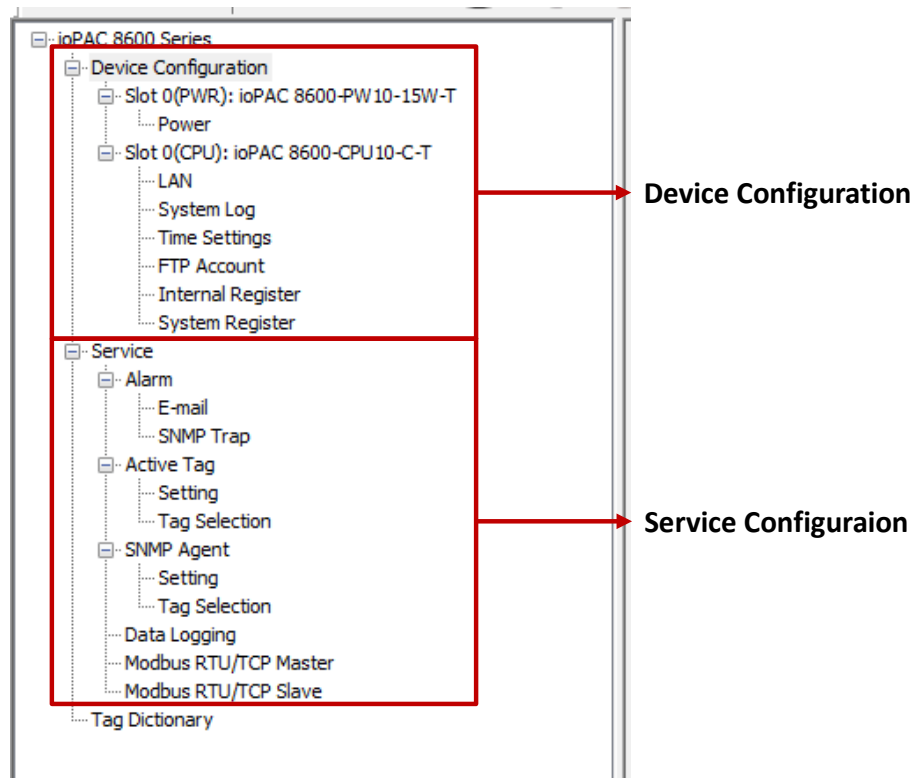 ioPAC 8600 Series
Device Configuration
Slot 0(PWR): ioPAC 8600-PW10-15W-T
Power
Slot 0(CPU): ioPAC 8600-CPU10-C-T
LAN
System Log
Time Settings
FTP Account
Internal Register
System Register
Device Configuration
Service
Alarm
E-mail
SNMP Trap
Active Tag
Setting
Tag Selection
SNMP Agent
Setting
Tag Selection
Data Logging
Modbus RTU/TCP Master
Modbus RTU/TCP Slave
Service Configuraion
Tag Dictionary